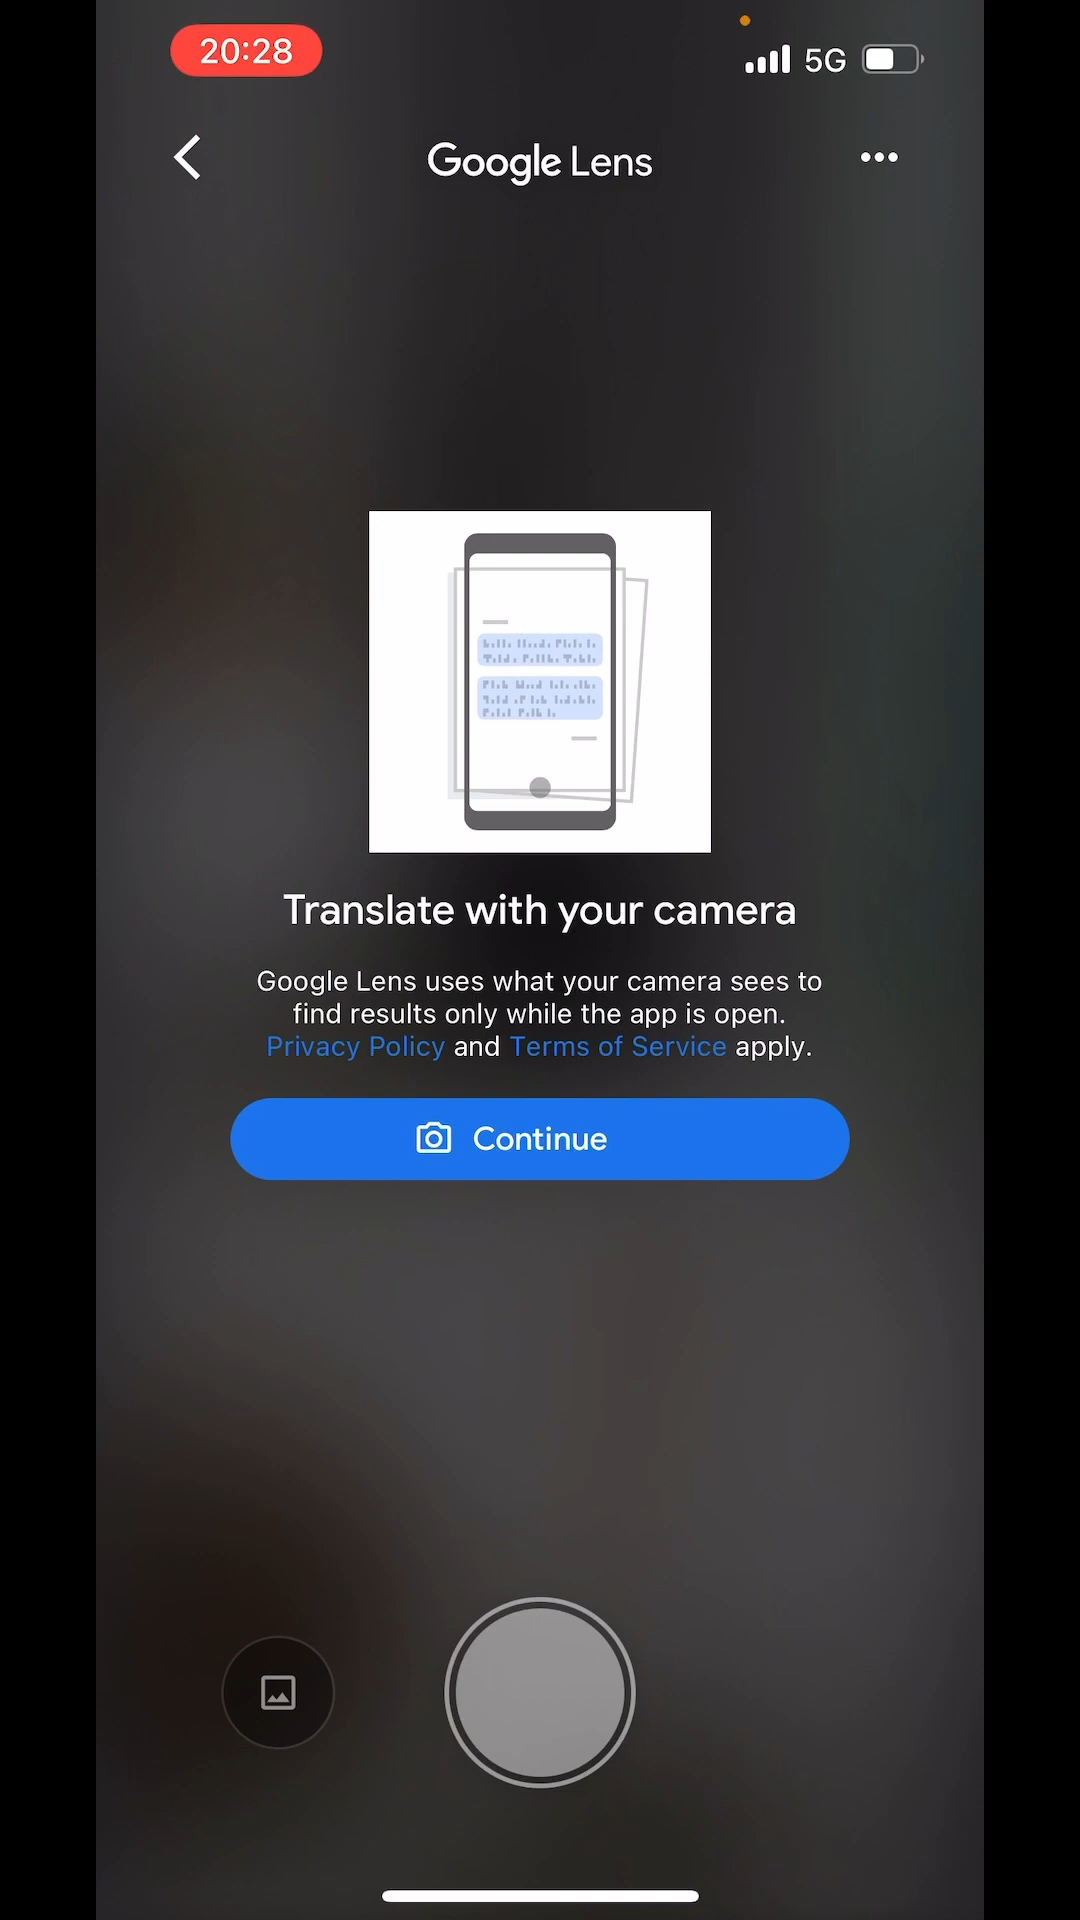 20:28
5G
Google Lens
Translate with your camera
Google Lens uses what your camera sees to
find results only while the app is open.
Privacy Policy and Terms of Service apply.
Continue